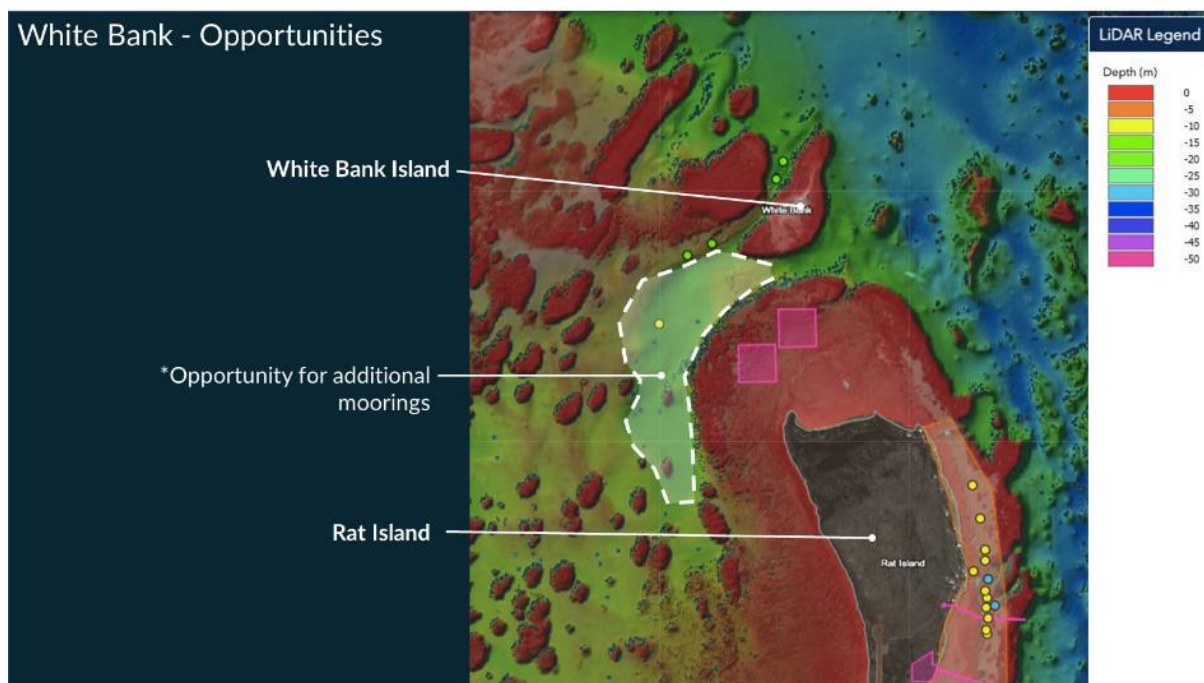 White Bank - Opportunities
White Bank Island
White Bank
*Opportunity for additional
moorings
Rat Island
Rat Island
LiDAR Legend
Depth (m)
0
-5
-10
-15
-20
-25
-30
-35
-40
-45
-50